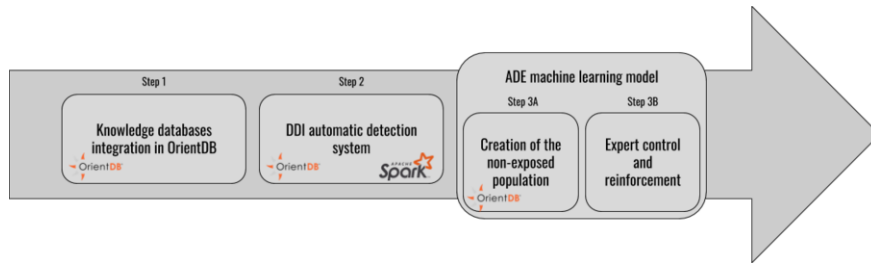 Step 1
Knowledge databases
integration in OrientDB
OrientDB
Step 2
DDI automatic detection
system
OrientDB
APACHE
Spark
ADE machine learning model
Step 3A
Creation of the
non-exposed
population
OrientDB
Step 3B
Expert control
and
reinforcement